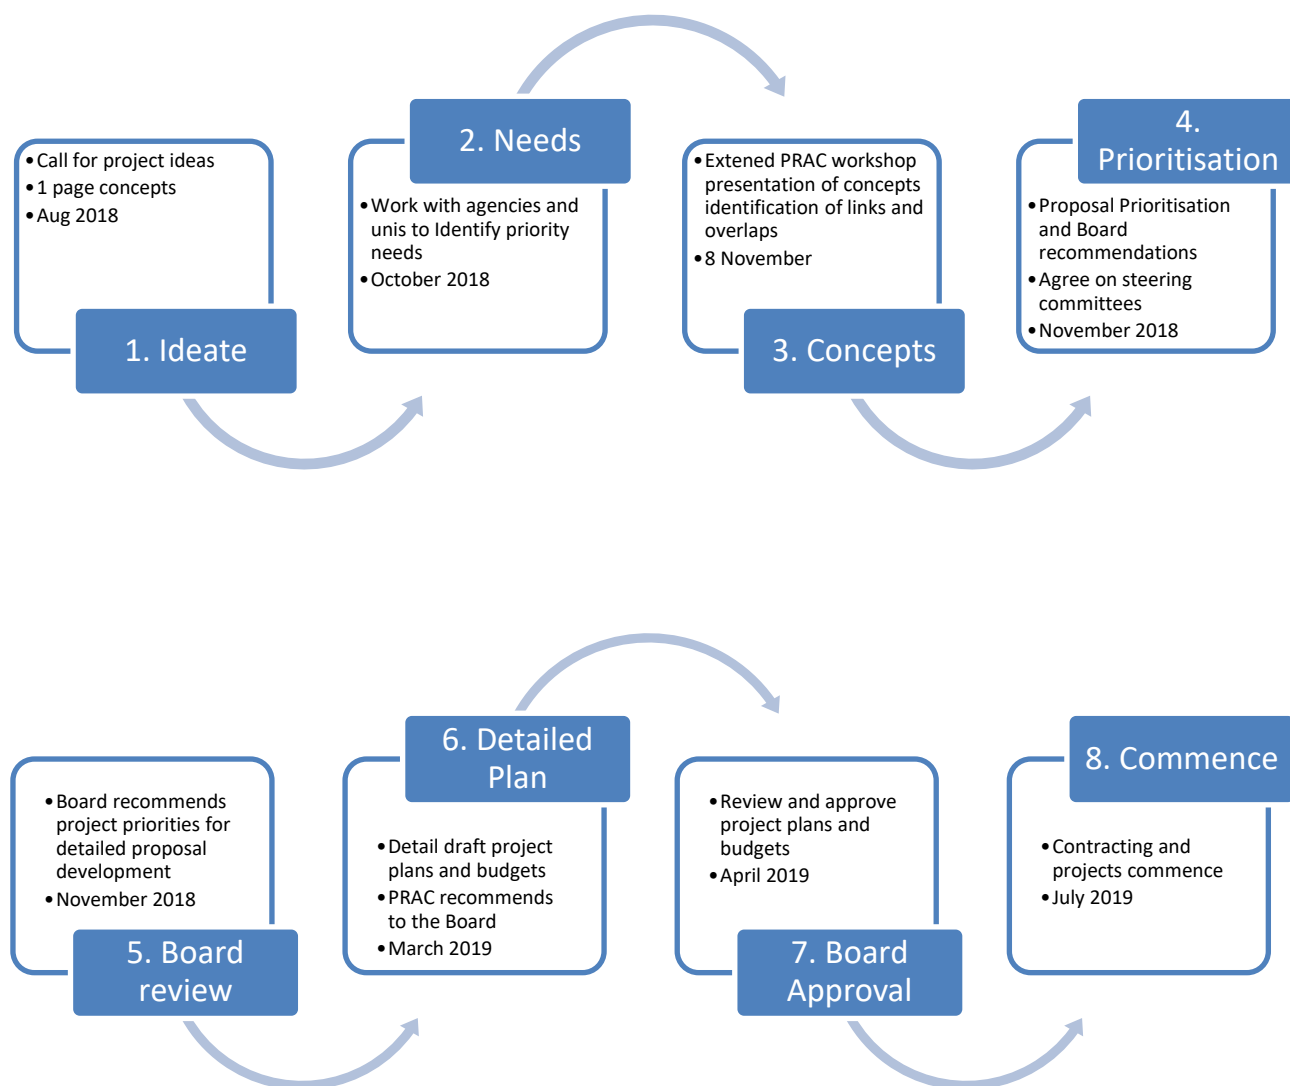 • Call for project ideas
• 1 page concepts
• Aug 2018
1. Ideate
2. Needs
• Work with agencies and
unis to Identify priority
needs
• October 2018
• Extened PRAC workshop
presentation of concepts
identification of links and
overlaps
• 8 November
3. Concepts
4.
Prioritisation
• Proposal Prioritisation
and Board
recommendations
• Agree on steering
committees
• November 2018
• Board recommends
project priorities for
detailed proposal
development
• November 2018
5. Board
review
6. Detailed
Plan
• Detail draft project
plans and budgets
• PRAC recommends
to the Board
• March 2019
• Review and approve
project plans and
budgets
• April 2019
7. Board
Approval
8. Commence
• Contracting and
projects commence
• July 2019